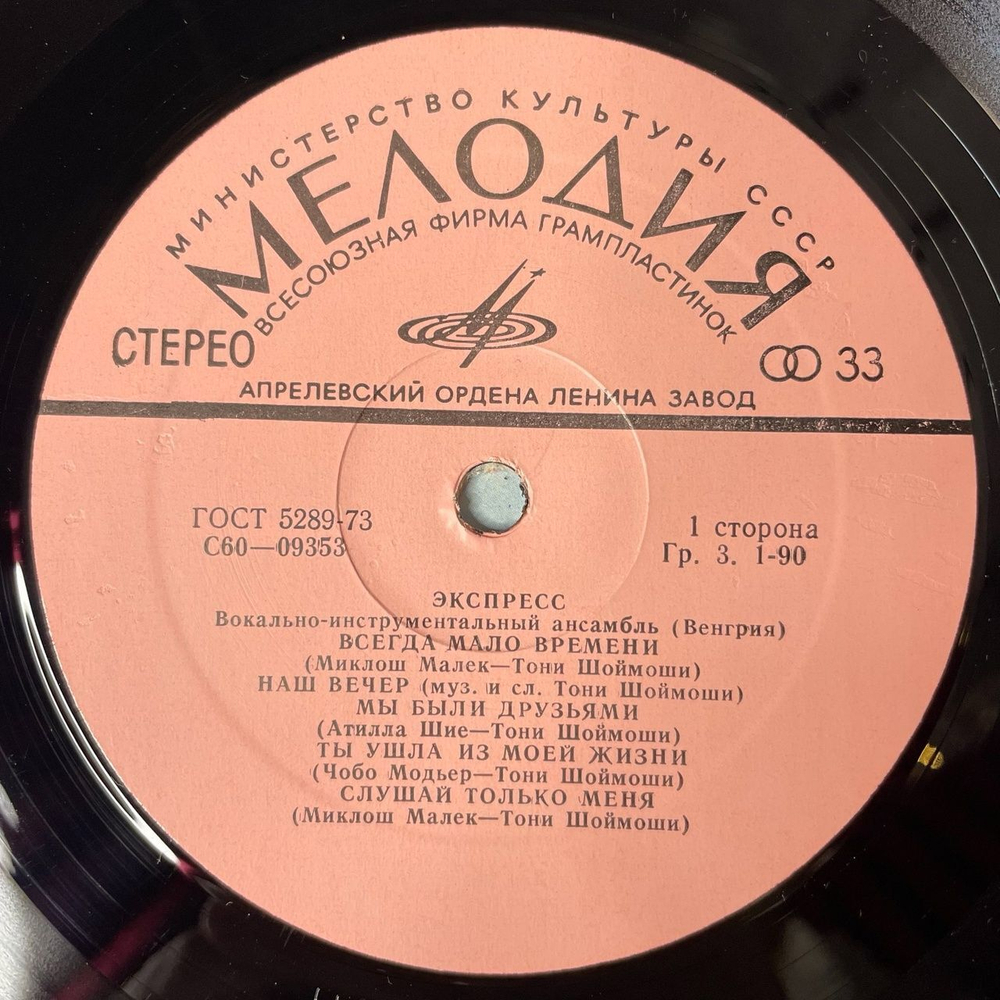 МИНИСТЕРСТВО КУЛЬТУРЫ СССР
МЕЛОДИЯ
ВСЕСОЮЗНАЯ ФИРМА ГРАМПЛАСТИНОК
СТЕРЕО
33
АПРЕЛЕВСКИЙ ОРДЕНА ЛЕНИНА ЗАВОД
ГОСТ 5289-73
С60—09353
1 сторона
Гр. 3. 1-90
ЭКСПРЕСС
Вокально-инструментальный ансамбль (Венгрия)
ВСЕГДА МАЛО ВРЕМЕНИ
(Миклош Малек—Тони Шоймоши)
НАШ ВЕЧЕР (муз. и сл. Тони Шоймоши)
МЫ БЫЛИ ДРУЗЬЯМИ
(Атилла Шие—Тони Шоймоши)
ТЫ УШЛА ИЗ МОЕЙ ЖИЗНИ
(Чобо Модьер—Тони Шоймоши)
СЛУШАЙ ТОЛЬКО МЕНЯ
(Миклош Малек—Тони Шоймоши)